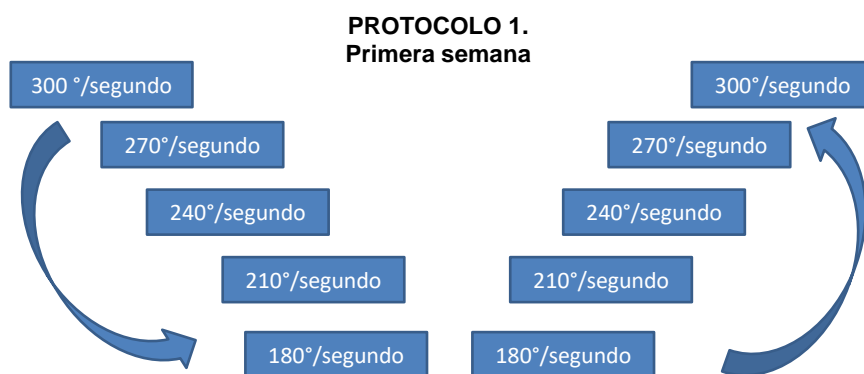 PROTOCOLO 1.
Primera semana
300 °/segundo
300°/segundo
270°/segundo
270°/segundo
240°/segundo
240°/segundo
210°/segundo
210°/segundo
180°/segundo
180°/segundo